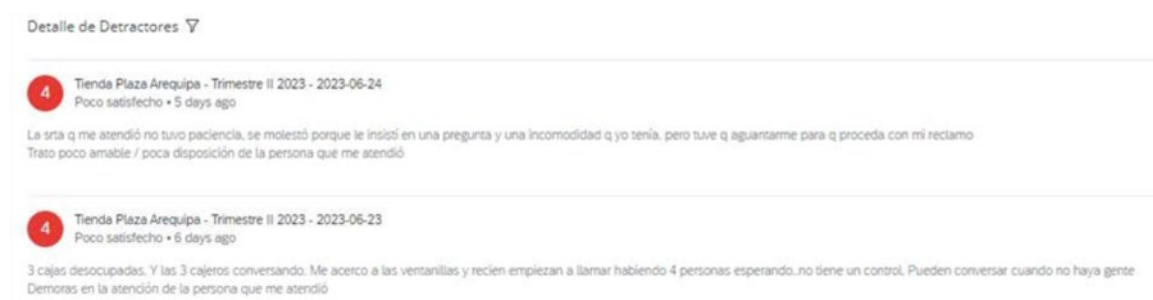 Detalle de Detractores
4
Tienda Plaza Arequipa - Trimestre II 2023 - 2023-06-24
Poco satisfecho • 5 days ago
La srta q me atendió no tuvo paciencia, se molestó porque le insistí en una pregunta y una incomodidad q yo tenía, pero tuve q aguantarme para q proceda con mi reclamo
Trato poco amable / poca disposición de la persona que me atendió
4
Tienda Plaza Arequipa - Trimestre II 2023 - 2023-06-23
Poco satisfecho • 6 days ago
3 cajas desocupadas. Y las 3 cajeros conversando. Me acerco a las ventanillas y recien empiezan a llamar habiendo 4 personas esperando..no tiene un control. Pueden conversar cuando no haya gente
Demoras en la atención de la persona que me atendió